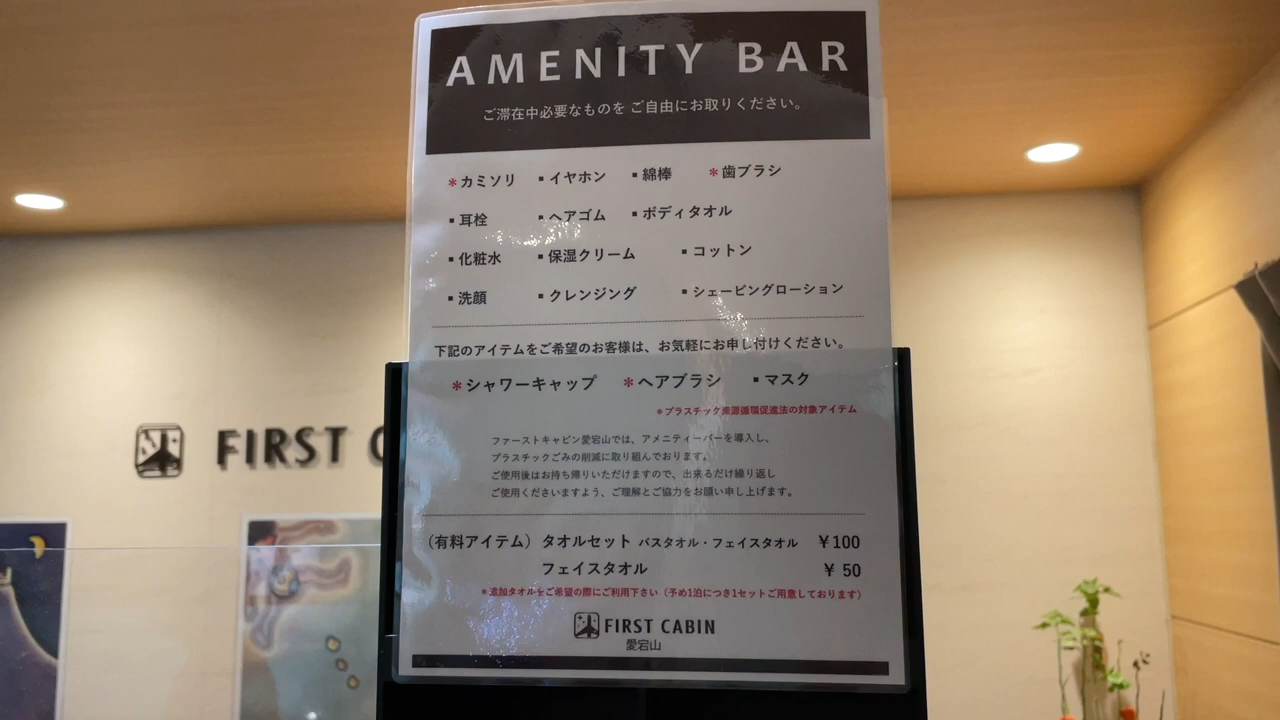 AMENITY BAR
ご滞在中必要なものを ご自由にお取りください。
*カミソリ ▪イヤホン ▪綿棒 *歯ブラシ
▪耳栓 ▪ヘアゴム ▪ボディタオル
▪化粧水 ▪保湿クリーム ▪コットン
▪洗顔 ▪クレンジング ▪シェービングローション
下記のアイテムをご希望のお客様は、お気軽にお申し付けください。
*シャワーキャップ *ヘアブラシ ▪マスク
*プラスチック資源循環促進法の対象アイテム
ファーストキャビン愛宕山では、アメニティーバーを導入し、
プラスチックごみの削減に取り組んでおります。
ご使用後はお持ち帰りいただけますので、出来るだけ繰り返し
ご使用くださいますよう、ご理解とご協力をお願い申し上げます。
（有料アイテム）タオルセット バスタオル・フェイスタオル ￥100
フェイスタオル ￥ 50
*追加タオルをご希望の際にご利用下さい（予め1泊につき1セットご用意しております）
FIRST CABIN
愛宕山
FIRST C